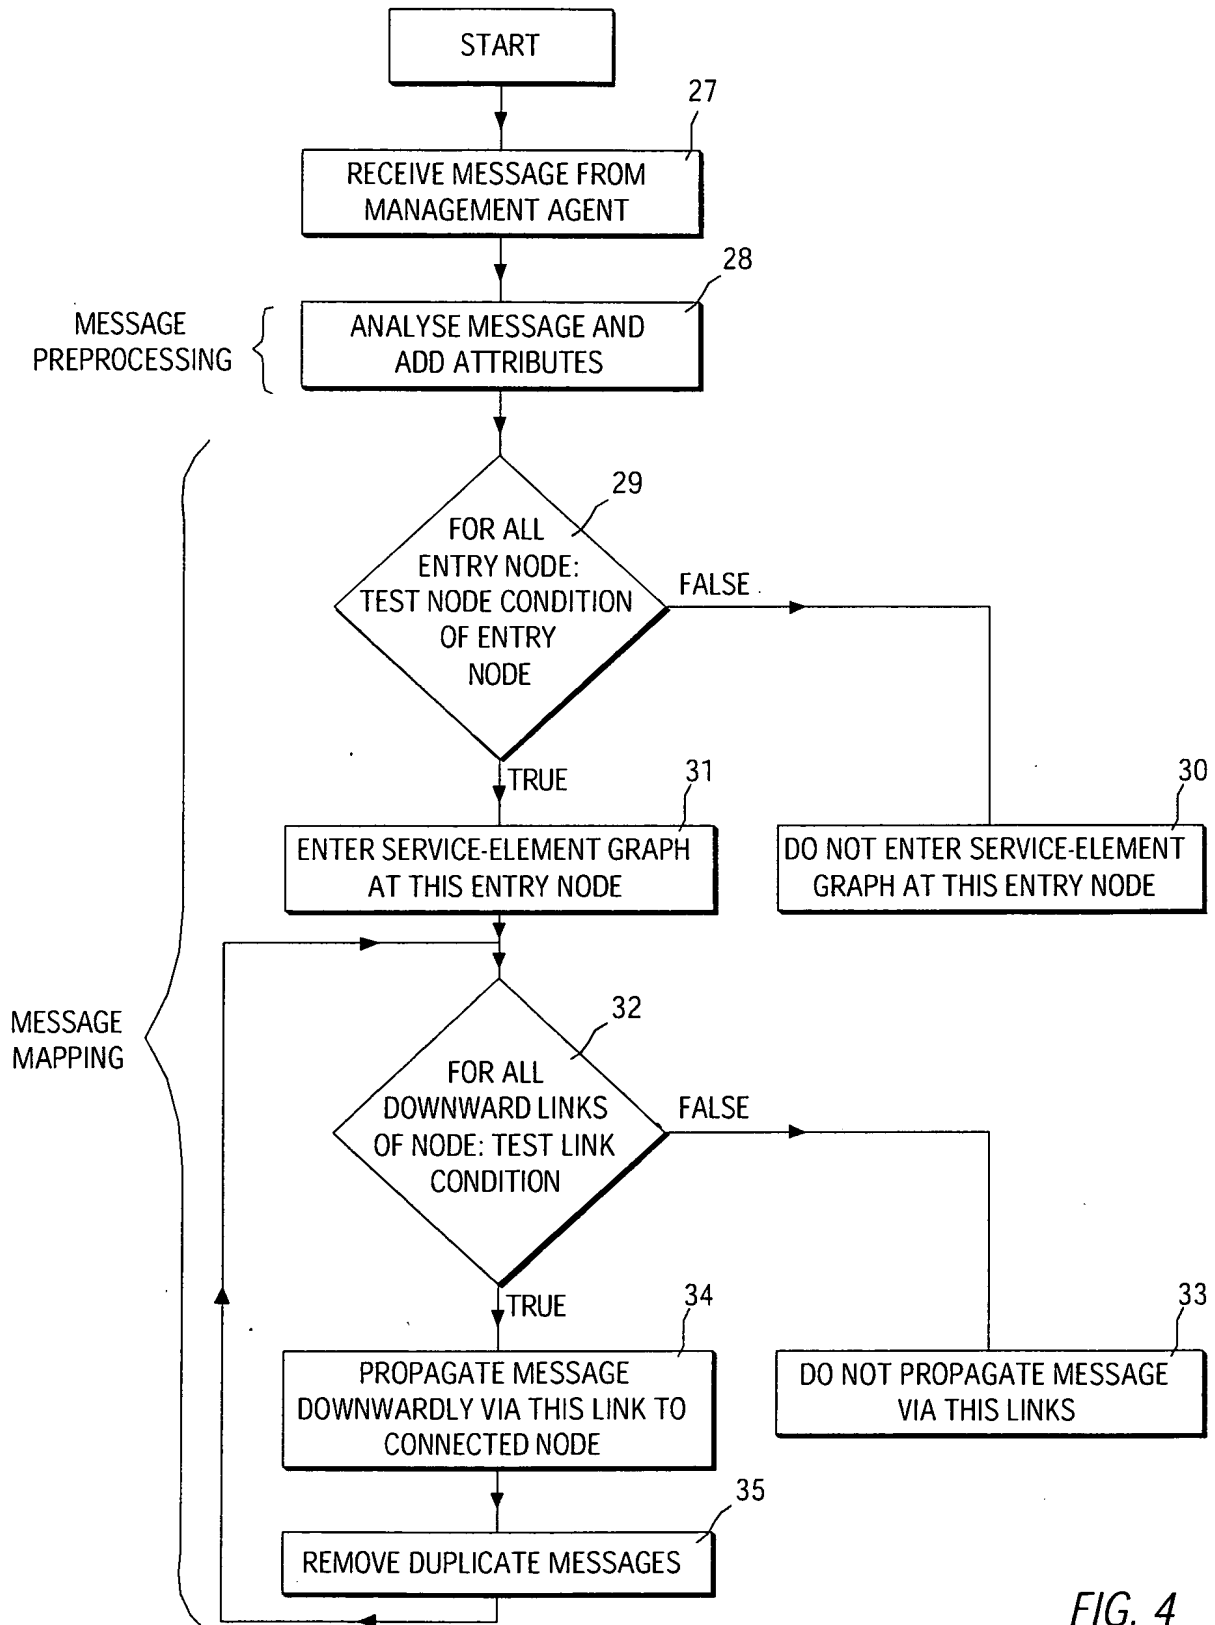 START
27
RECEIVE MESSAGE FROM
MANAGEMENT AGENT
28
MESSAGE
PREPROCESSING
ANALYSE MESSAGE AND
ADD ATTRIBUTES
29
FOR ALL
ENTRY NODE:
TEST NODE CONDITION
OF ENTRY
NODE
FALSE
TRUE
31
30
ENTER SERVICE-ELEMENT GRAPH
AT THIS ENTRY NODE
DO NOT ENTER SERVICE-ELEMENT
GRAPH AT THIS ENTRY NODE
MESSAGE
MAPPING
32
FOR ALL
DOWNWARD LINKS
OF NODE: TEST LINK
CONDITION
FALSE
TRUE
34
33
PROPAGATE MESSAGE
DOWNWARDLY VIA THIS LINK TO
CONNECTED NODE
DO NOT PROPAGATE MESSAGE
VIA THIS LINKS
35
REMOVE DUPLICATE MESSAGES
FIG. 4